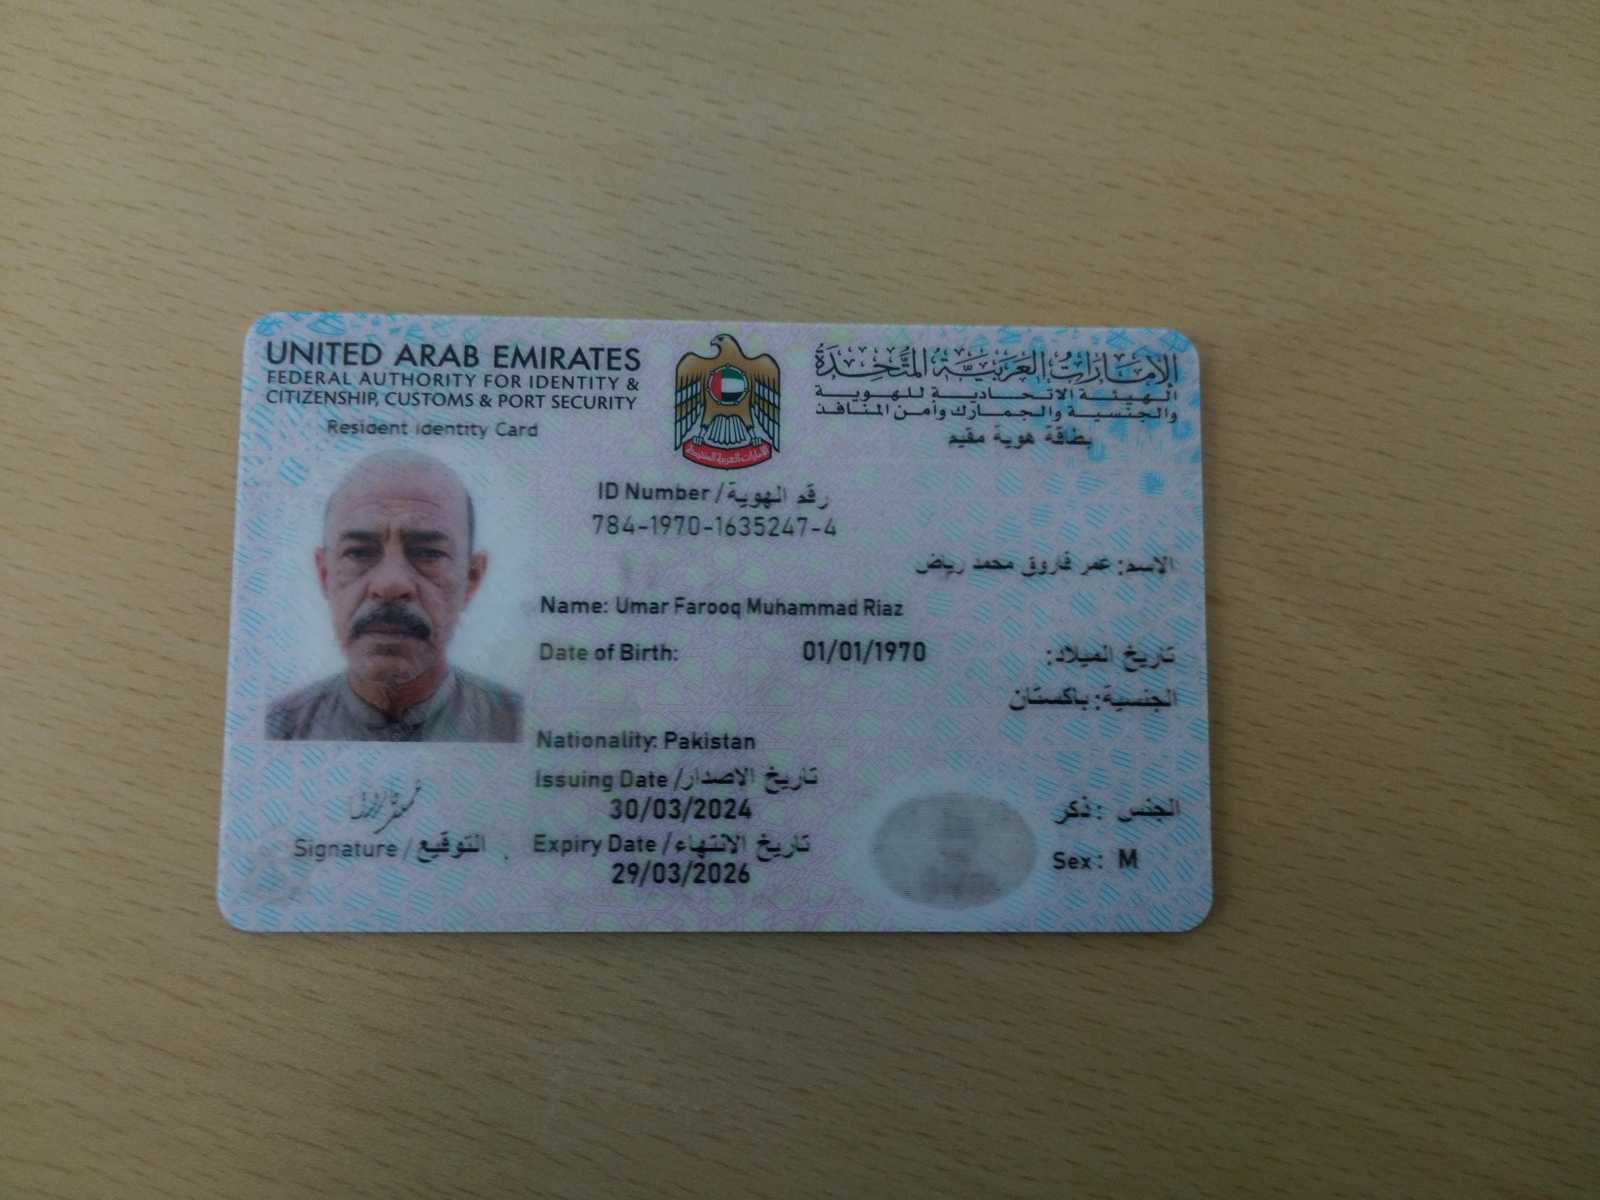 UNITED ARAB EMIRATES
FEDERAL AUTHORITY FOR IDENTITY &
CITIZENSHIP, CUSTOMS & PORT SECURITY
Resident Identity Card
الإمارات العربية المتحدة
الهيئة الاتحادية للهوية
والجنسية والجمارك وأمن المنافذ
بطاقة هوية مقيم
ID Number / رقم الهوية
784-1970-1635247-4
الاسم: عمر فاروق محمد رياض
Name: Umar Farooq Muhammad Riaz
Date of Birth: 01/01/1970 تاريخ الميلاد:
الجنسية: باكستان
Nationality: Pakistan
Issuing Date / تاريخ الاصدار
30/03/2024
Expiry Date / تاريخ الانتهاء
29/03/2026
الجنس : ذكر
Sex : M
Signature / التوقيع